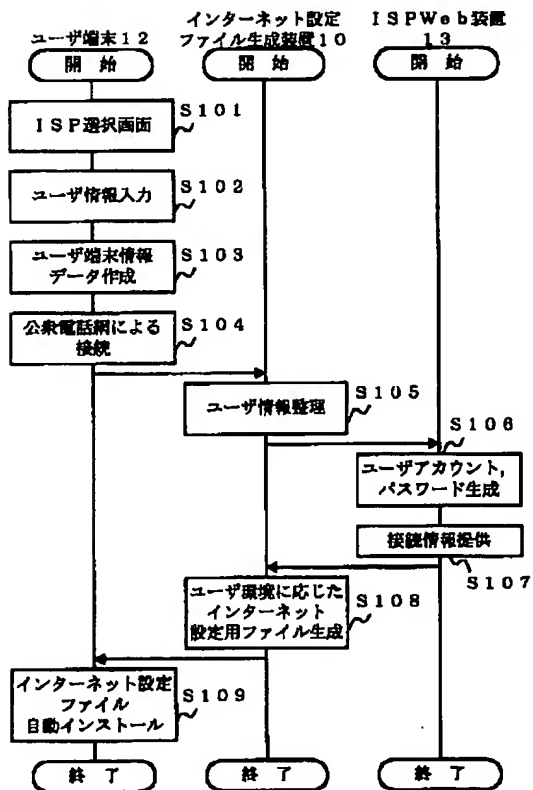 ユーザ端末12
インターネット設定
ファイル生成装置10
ISPWeb装置
13
開 始
開 始
開 始
ISP選択画面
S101
ユーザ情報入力
S102
ユーザ端末情報
データ作成
S103
公衆電話網による
接続
S104
ユーザ情報整理
S105
S106
ユーザアカウント,
パスワード生成
接続情報提供
S107
ユーザ環境に応じた
インターネット
設定用ファイル生成
S108
インターネット設定
ファイル
自動インストール
S109
終 了
終 了
終 了